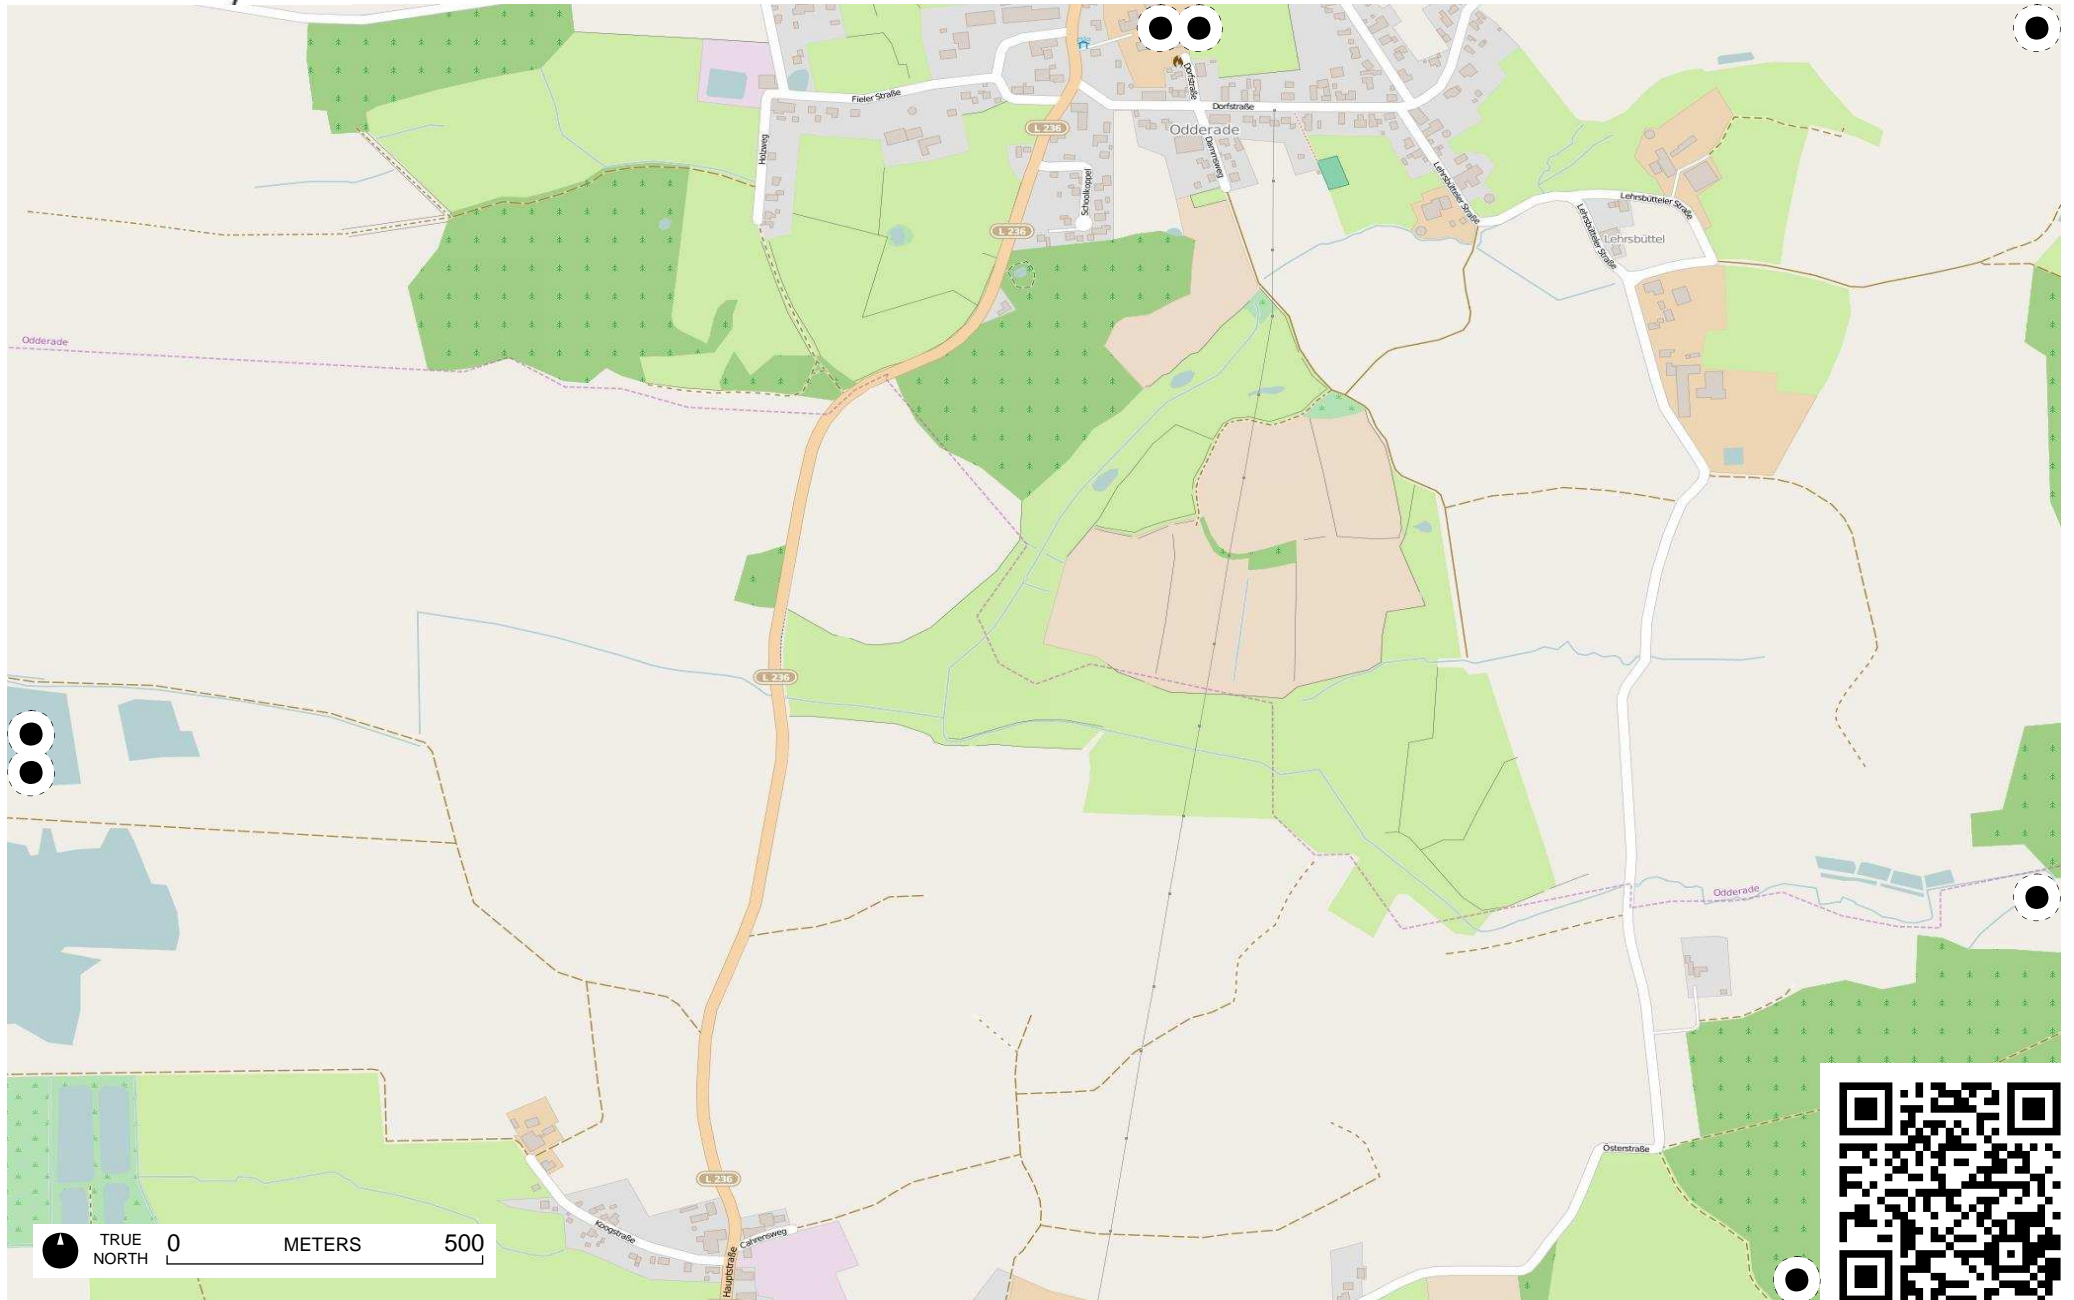 Fieler Straße
Dorfstraße
Dorfstraße
L 236
Odderade
Holzweg
Dammsweg
Schoolkoppel
Lehrsbütteler Straße
Lehrsbütteler Straße
Lehrsbütteler Straße
L 236
Lehrsbüttel
Odderade
L 236
Odderade
Österstraße
L 236
Koogstraße
Cahrensweg
Hauptstraße
TRUE
NORTH
0 METERS 500